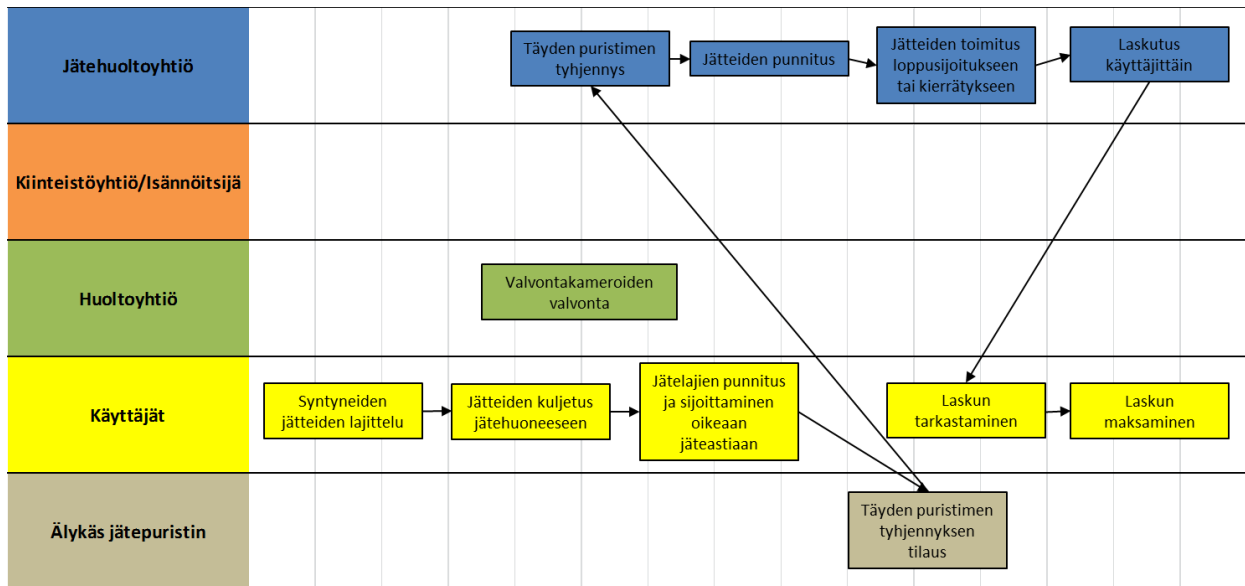 Jätehuoltoyhtiö
Täyden puristimen
tyhjennys
Jätteiden punnitus
Jätteiden toimitus
loppusijoitukseen
tai kierrätykseen
Laskutus
käyttäjittäin
Kiinteistöyhtiö/Isännöitsijä
Huoltoyhtiö
Valvontakameroiden
valvonta
Käyttäjät
Syntyneiden
jätteiden lajittelu
Jätteiden kuljetus
jätehuoneeseen
Jätelajien punnitus
ja sijoittaminen
oikeaan
jäteastiaan
Laskun
tarkastaminen
Laskun
maksaminen
Älykäs jätepuristin
Täyden puristimen
tyhjennyksen
tilaus